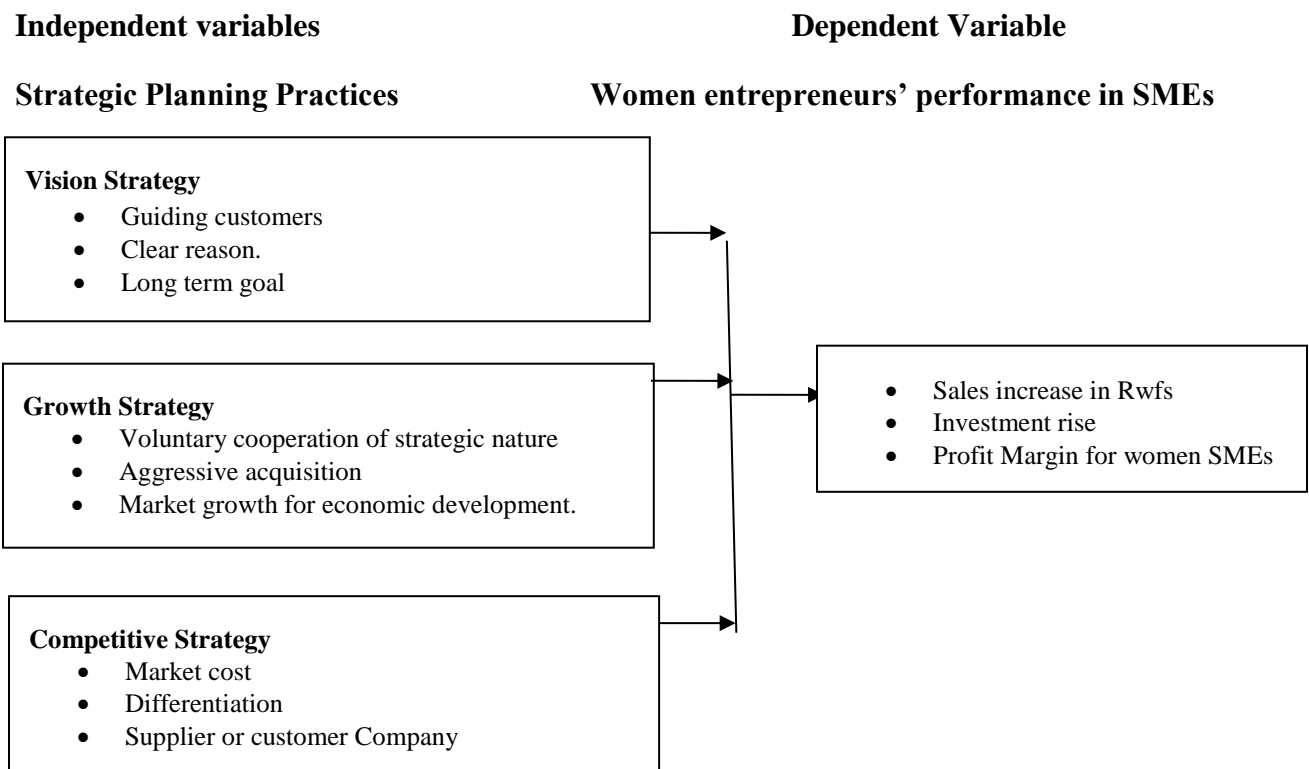 Independent variables Dependent Variable
Strategic Planning Practices Women entrepreneurs’ performance in SMEs
Vision Strategy
• Guiding customers
• Clear reason.
• Long term goal
Growth Strategy
• Voluntary cooperation of strategic nature
• Aggressive acquisition
• Market growth for economic development.
Competitive Strategy
• Market cost
• Differentiation
• Supplier or customer Company
• Sales increase in Rwfs
• Investment rise
• Profit Margin for women SMEs